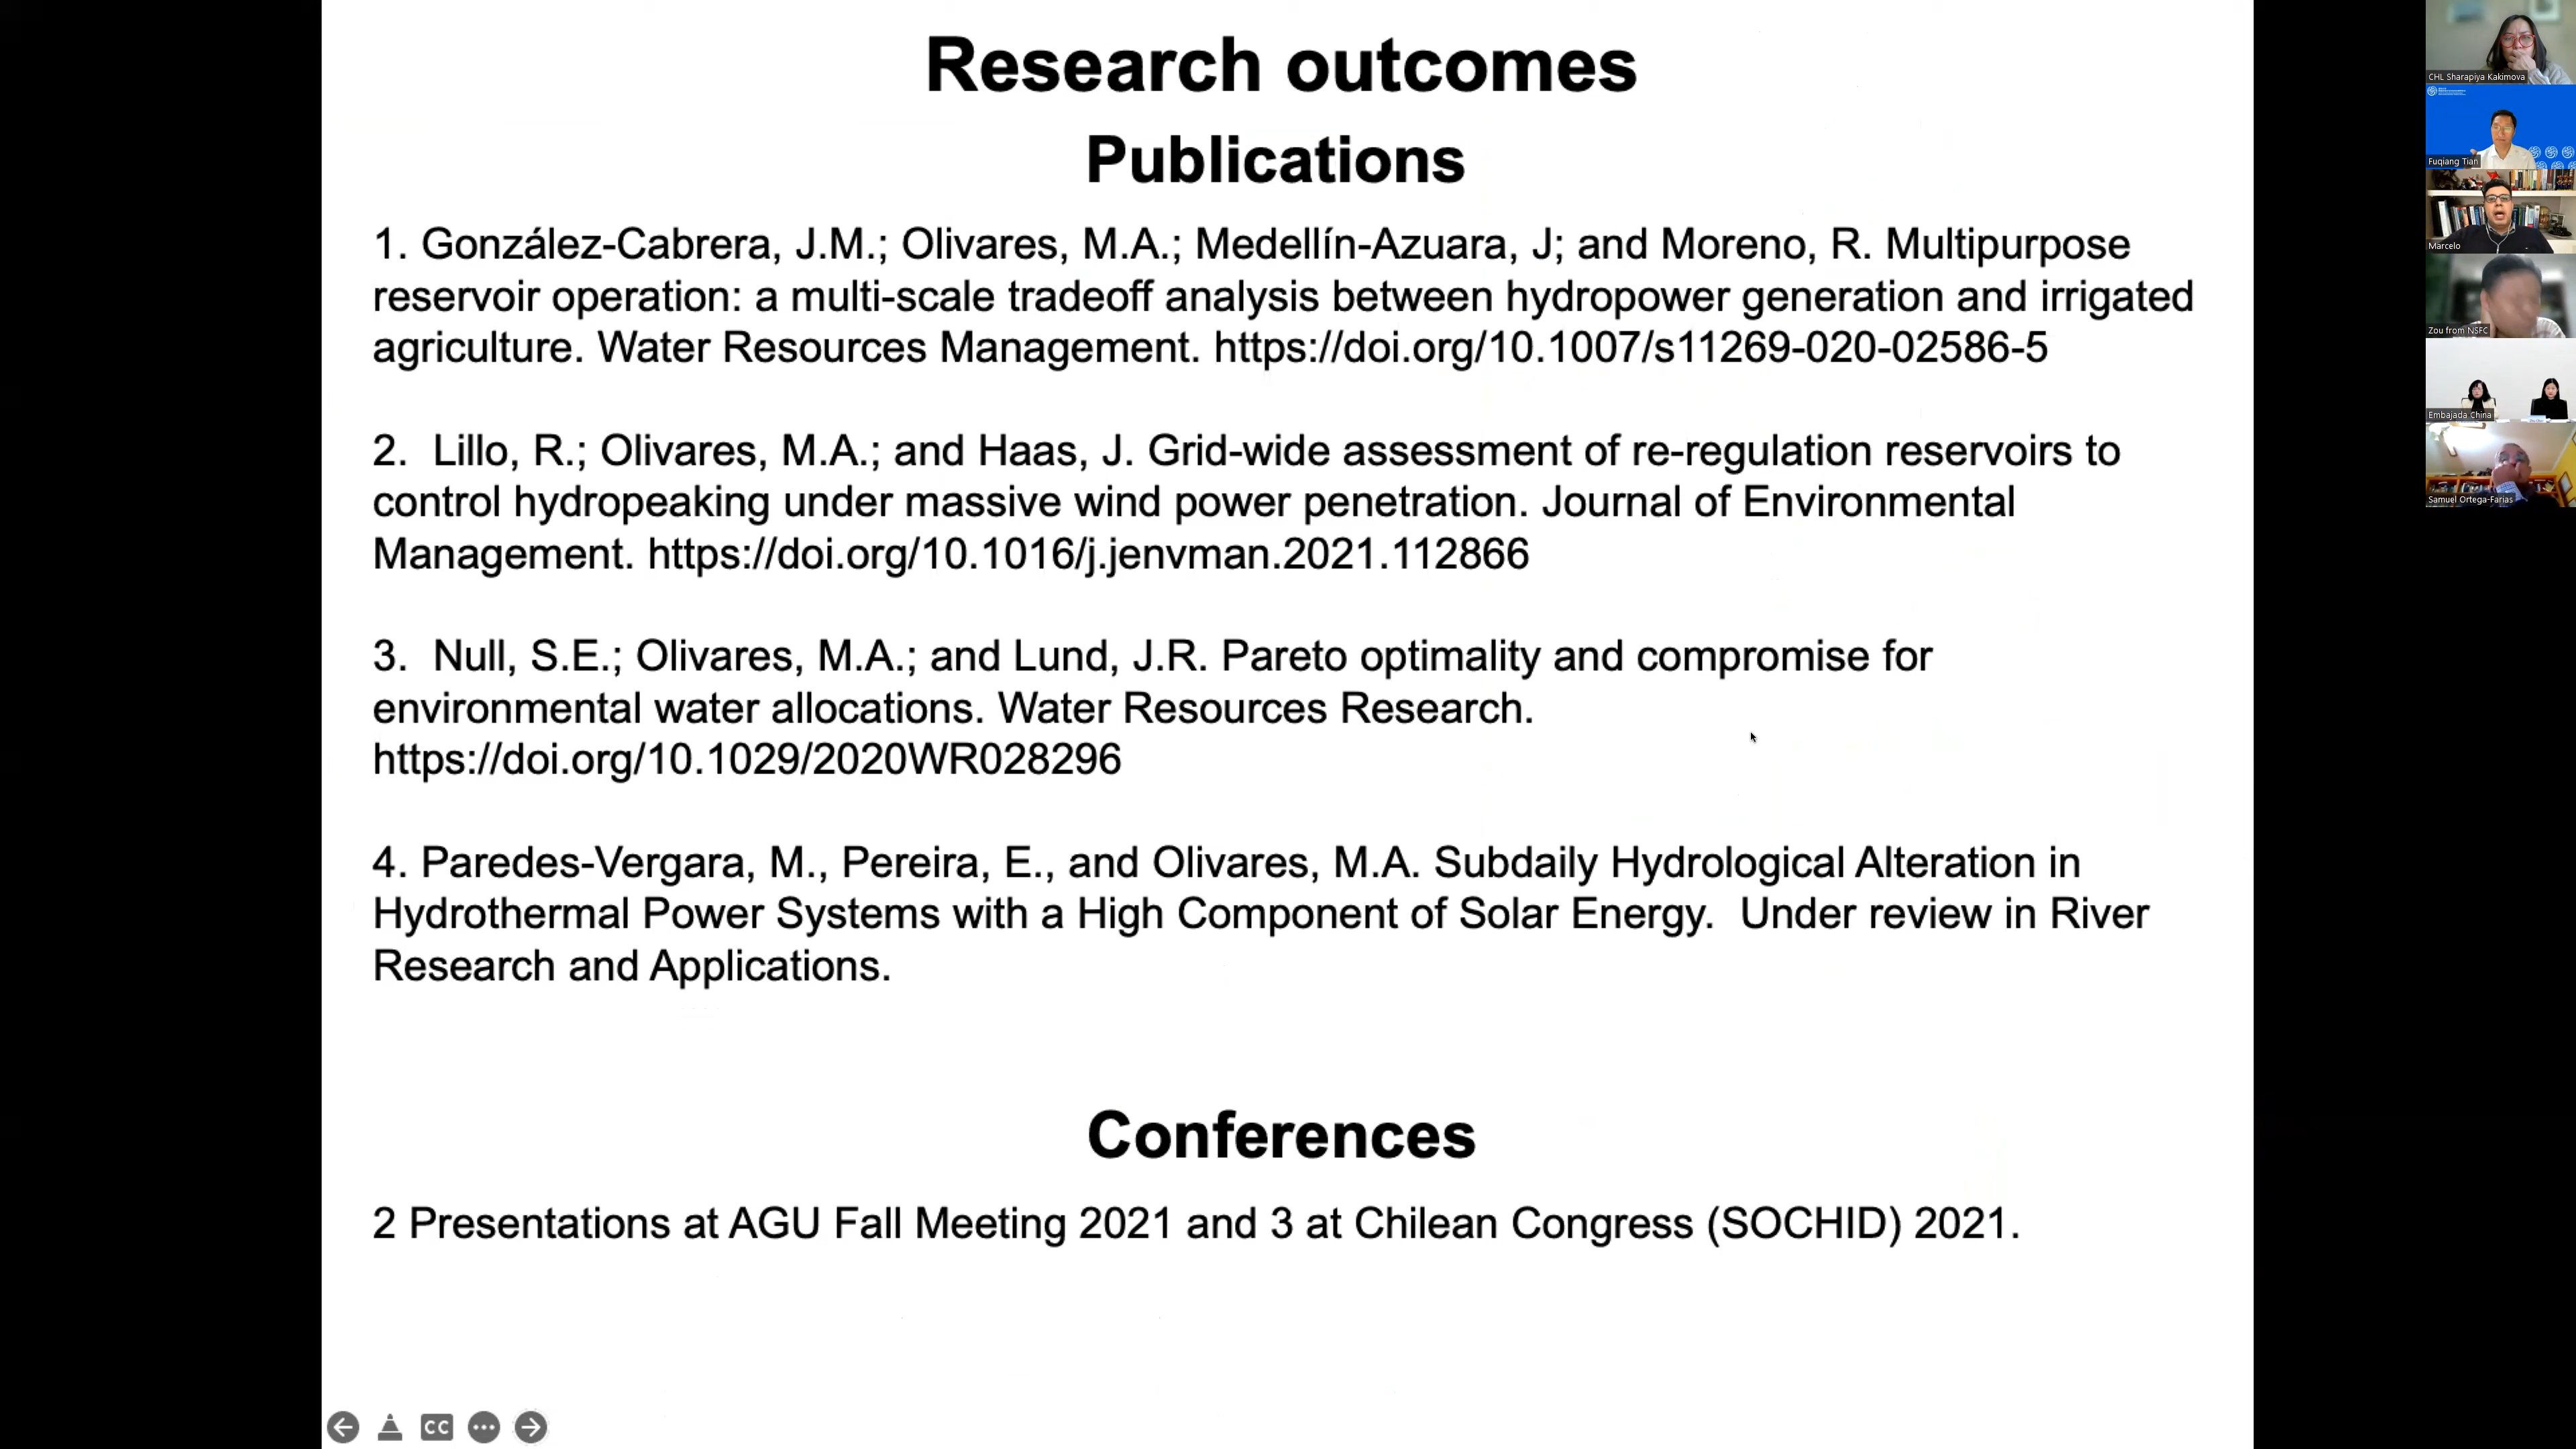 Research outcomes
Publications
1. González-Cabrera, J.M.; Olivares, M.A.; Medellín-Azuara, J; and Moreno, R. Multipurpose
reservoir operation: a multi-scale tradeoff analysis between hydropower generation and irrigated
agriculture. Water Resources Management. https://doi.org/10.1007/s11269-020-02586-5
2. Lillo, R.; Olivares, M.A.; and Haas, J. Grid-wide assessment of re-regulation reservoirs to
control hydropeaking under massive wind power penetration. Journal of Environmental
Management. https://doi.org/10.1016/j.jenvman.2021.112866
3. Null, S.E.; Olivares, M.A.; and Lund, J.R. Pareto optimality and compromise for
environmental water allocations. Water Resources Research.
https://doi.org/10.1029/2020WR028296
4. Paredes-Vergara, M., Pereira, E., and Olivares, M.A. Subdaily Hydrological Alteration in
Hydrothermal Power Systems with a High Component of Solar Energy. Under review in River
Research and Applications.
Conferences
2 Presentations at AGU Fall Meeting 2021 and 3 at Chilean Congress (SOCHID) 2021.
CC
CHL Sharapiya Kakimova
Fuqiang Tian
Marcelo
Zou from NSFC
Embajada China
Samuel Ortega-Farias